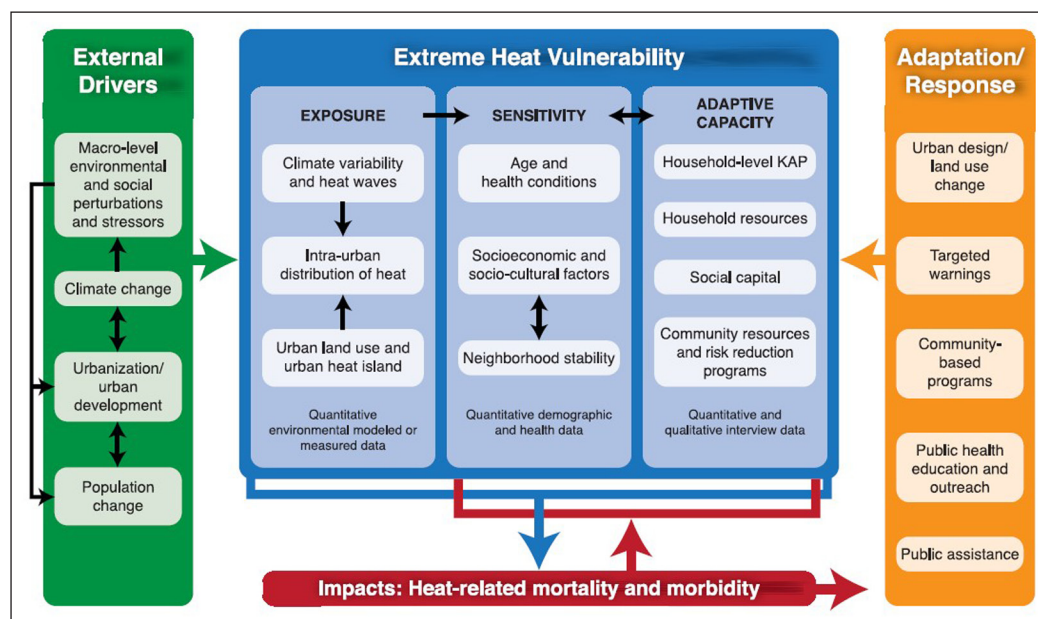 External
Drivers
Macro-level
environmental
and social
perturbations
and stressors
Climate change
Urbanization/
urban
development
Population
change
Extreme Heat Vulnerability
EXPOSURE
Climate variability
and heat waves
Intra-urban
distribution of heat
Urban land use and
urban heat island
Quantitative
environmental modeled or
measured data
SENSITIVITY
Age and
health conditions
Socioeconomic and
socio-cultural factors
Neighborhood stability
Quantitative demographic
and health data
ADAPTIVE
CAPACITY
Household-level KAP
Household resources
Social capital
Community resources
and risk reduction
programs
Quantitative and
qualitative interview data
Impacts: Heat-related mortality and morbidity
Adaptation/
Response
Urban design/
land use
change
Targeted
warnings
Community-
based
programs
Public health
education and
outreach
Public assistance